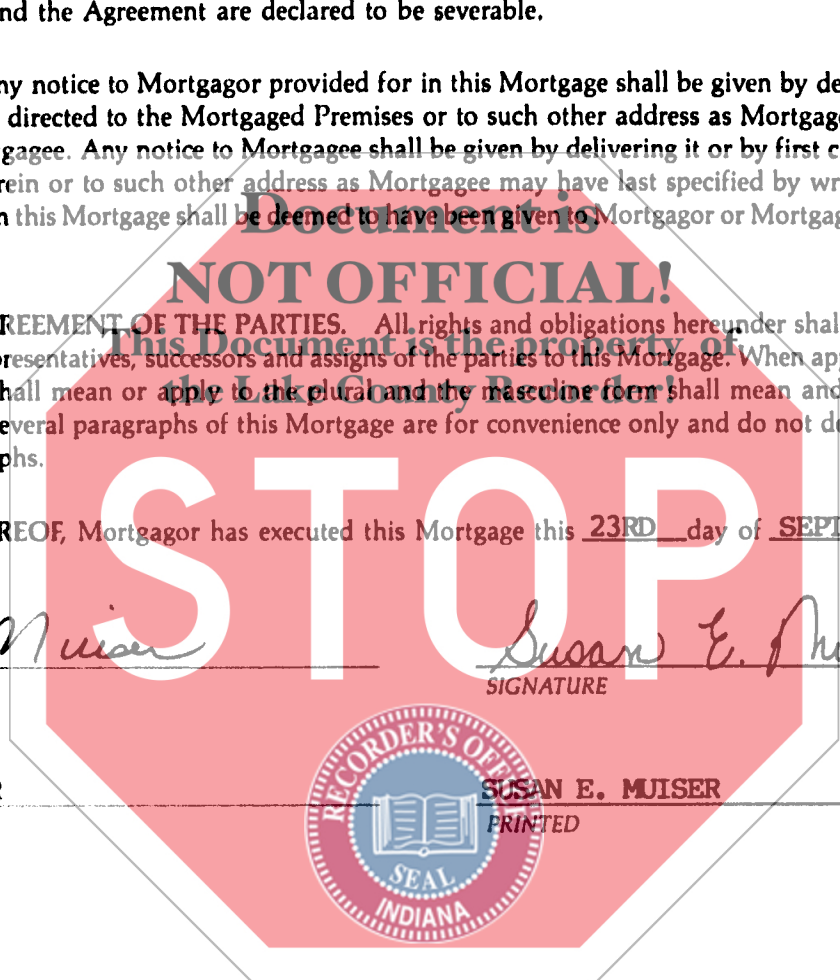 nd the Agreement are declared to be severable.
ny notice to Mortgagor provided for in this Mortgage shall be given by de
directed to the Mortgaged Premises or to such other address as Mortgag
gagee. Any notice to Mortgagee shall be given by delivering it or by first c
rein or to such other address as Mortgagee may have last specified by wr
n this Mortgage shall be deemed to have been given to Mortgagor or Mortgag
Document is
NOT OFFICIAL!
This Document is the property of
the Lake County Recorder!
REEMENT OF THE PARTIES. All rights and obligations hereunder shal
presentatives, successors and assigns of the parties to this Mortgage. When ap
hall mean or apply to the plural and the masculine form shall mean and
everal paragraphs of this Mortgage are for convenience only and do not de
phs.
STOP
REOF, Mortgagor has executed this Mortgage this 23RD day of SEPT
Muiser
Susan E. Mui
SIGNATURE
R
SUSAN E. MUISER
PRINTED
RECORDER'S OFFICE
SEAL
INDIANA